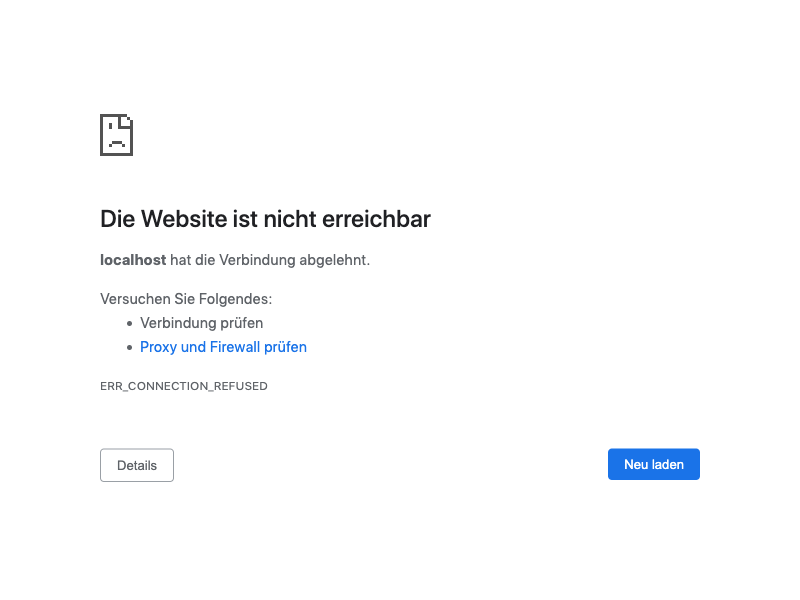 Die Website ist nicht erreichbar
localhost hat die Verbindung abgelehnt.
Versuchen Sie Folgendes:
Verbindung prüfen
Proxy und Firewall prüfen
ERR_CONNECTION_REFUSED
Details
Neu laden